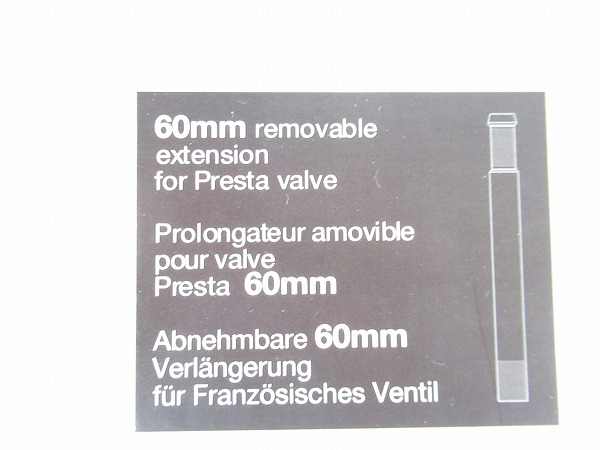 60mm removable
extension
for Presta valve
Prolongateur amovible
pour valve
Presta 60mm
Abnehmbare 60mm
Verlängerung
für Französisches Ventil